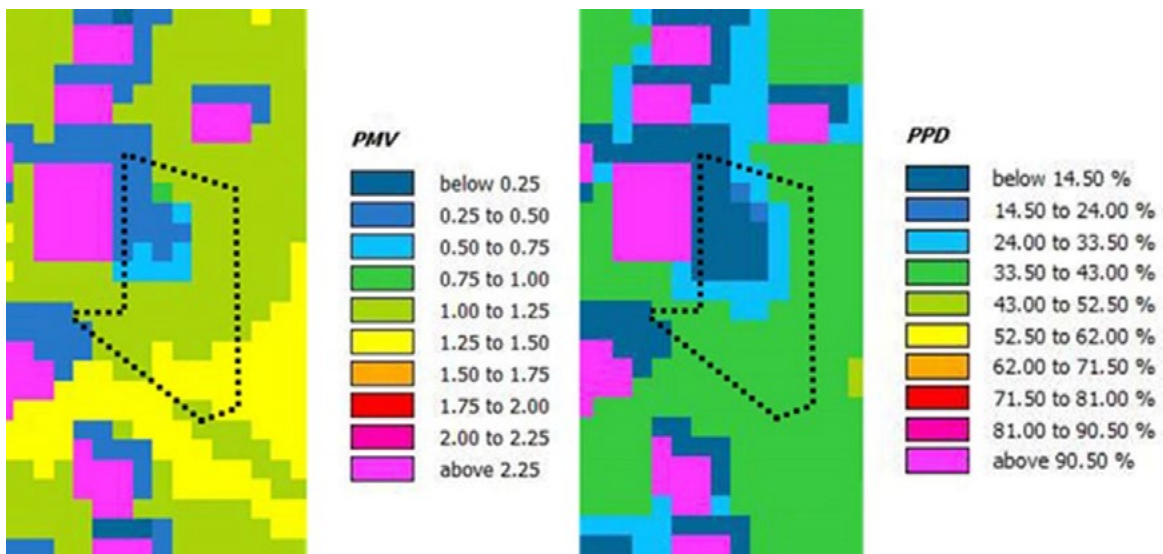 PMV
below 0.25
0.25 to 0.50
0.50 to 0.75
0.75 to 1.00
1.00 to 1.25
1.25 to 1.50
1.50 to 1.75
1.75 to 2.00
2.00 to 2.25
above 2.25
PPD
below 14.50 %
14.50 to 24.00 %
24.00 to 33.50 %
33.50 to 43.00 %
43.00 to 52.50 %
52.50 to 62.00 %
62.00 to 71.50 %
71.50 to 81.00 %
81.00 to 90.50 %
above 90.50 %